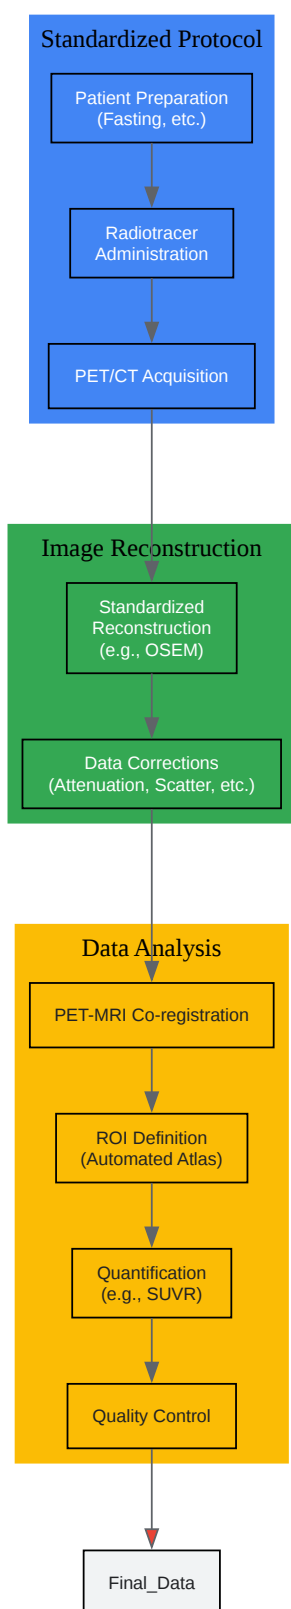 Standardized Protocol
Patient Preparation
(Fasting, etc.)
Radiotracer
Administration
PET/CT Acquisition
Image Reconstruction
Standardized
Reconstruction
(e.g., OSEM)
Data Corrections
(Attenuation, Scatter, etc.)
Data Analysis
PET-MRI Co-registration
ROI Definition
(Automated Atlas)
Quantification
(e.g., SUVR)
Quality Control
Final_Data